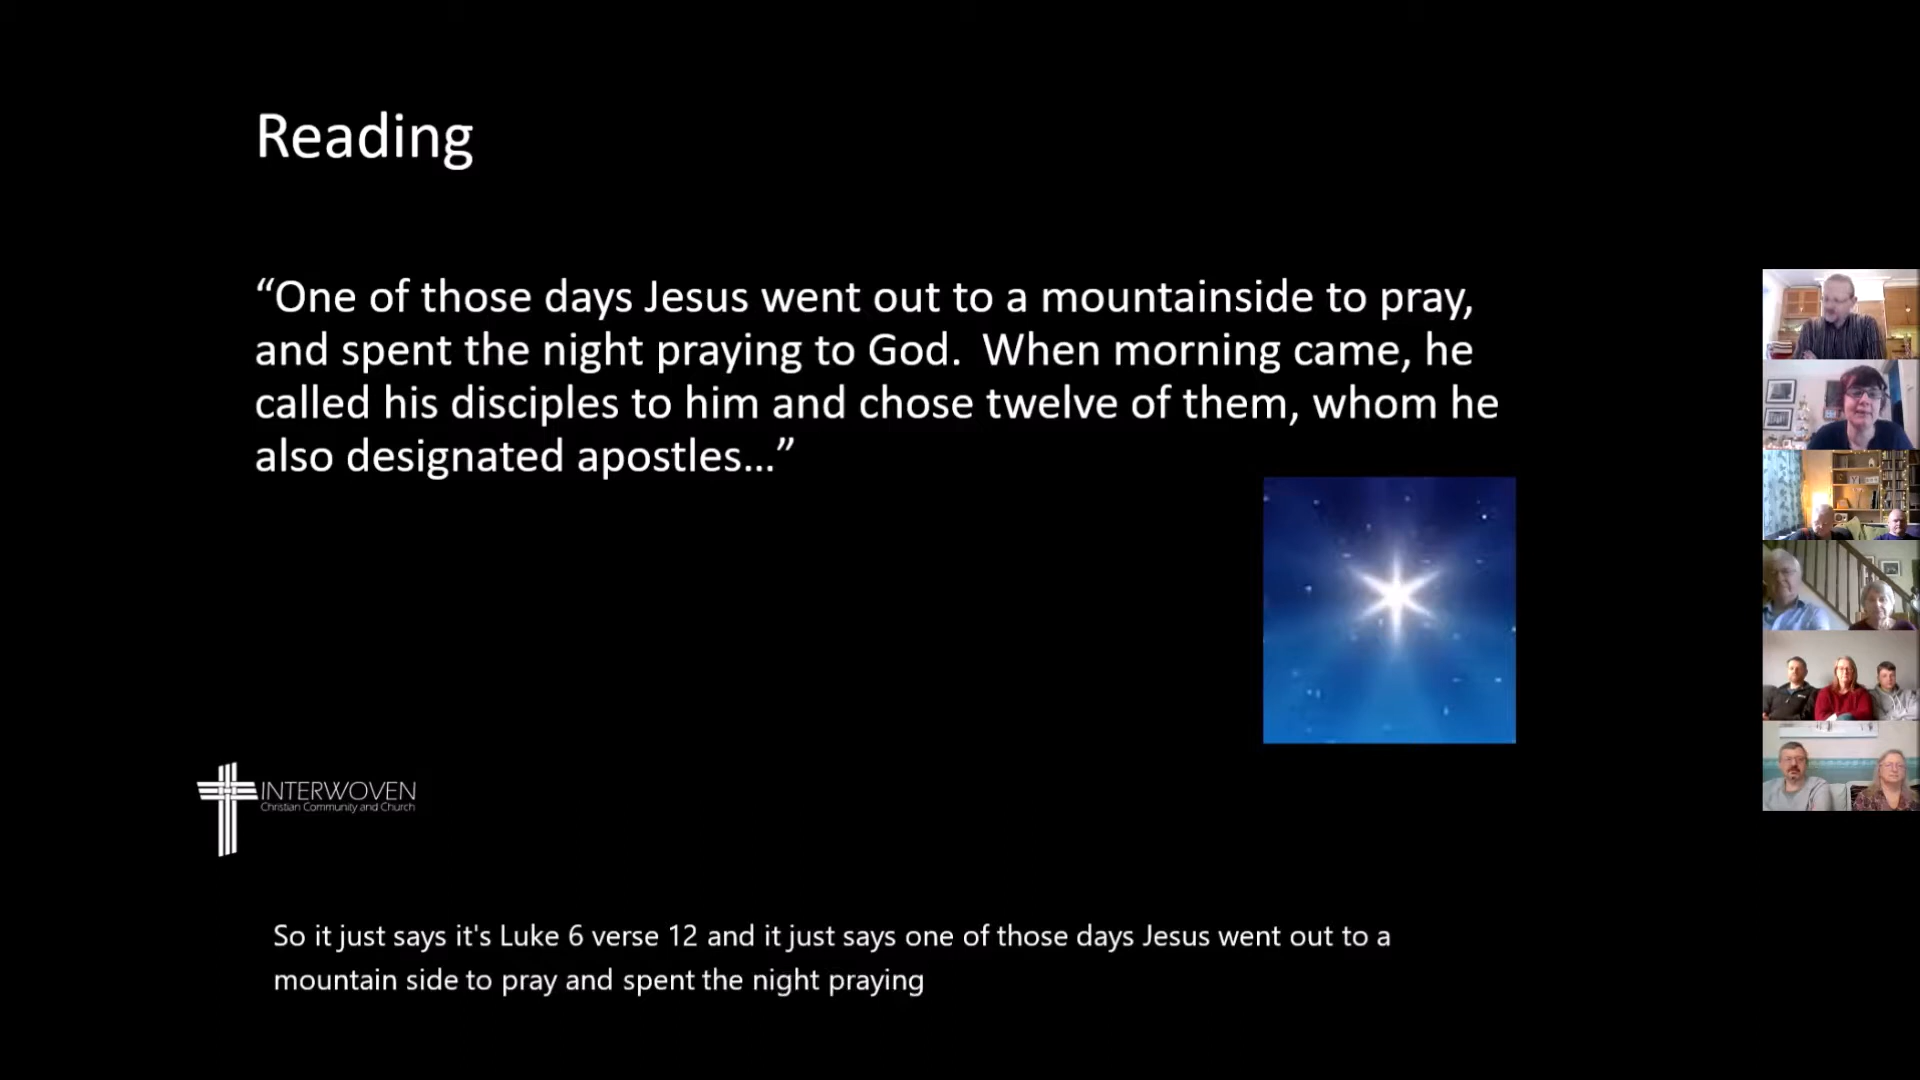 Reading
“One of those days Jesus went out to a mountainside to pray,
and spent the night praying to God.  When morning came, he
called his disciples to him and chose twelve of them, whom he
also designated apostles…”
INTERWOVEN
Christian Community and Church
So it just says it's Luke 6 verse 12 and it just says one of those days Jesus went out to a
mountain side to pray and spent the night praying